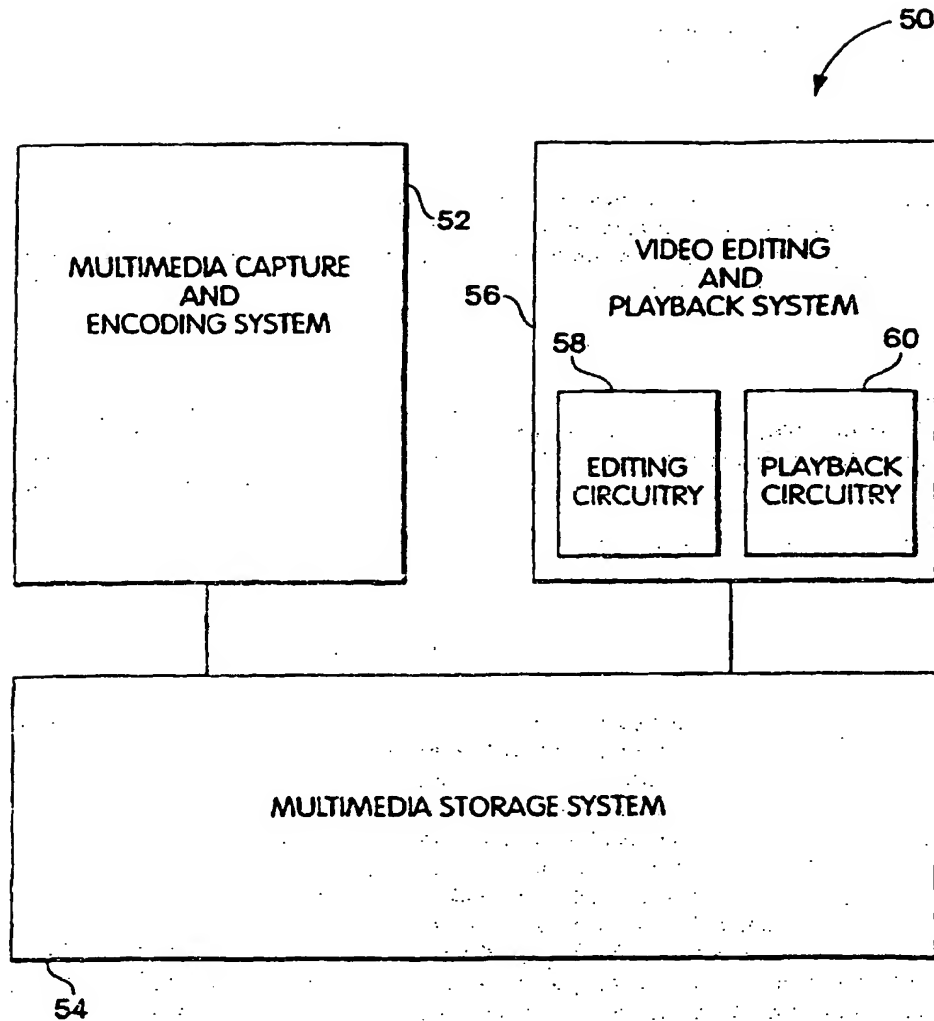 50
52
MULTIMEDIA CAPTURE
AND
ENCODING SYSTEM
VIDEO EDITING
AND
PLAYBACK SYSTEM
56
58
60
EDITING
CIRCUITRY
PLAYBACK
CIRCUITRY
MULTIMEDIA STORAGE SYSTEM
54